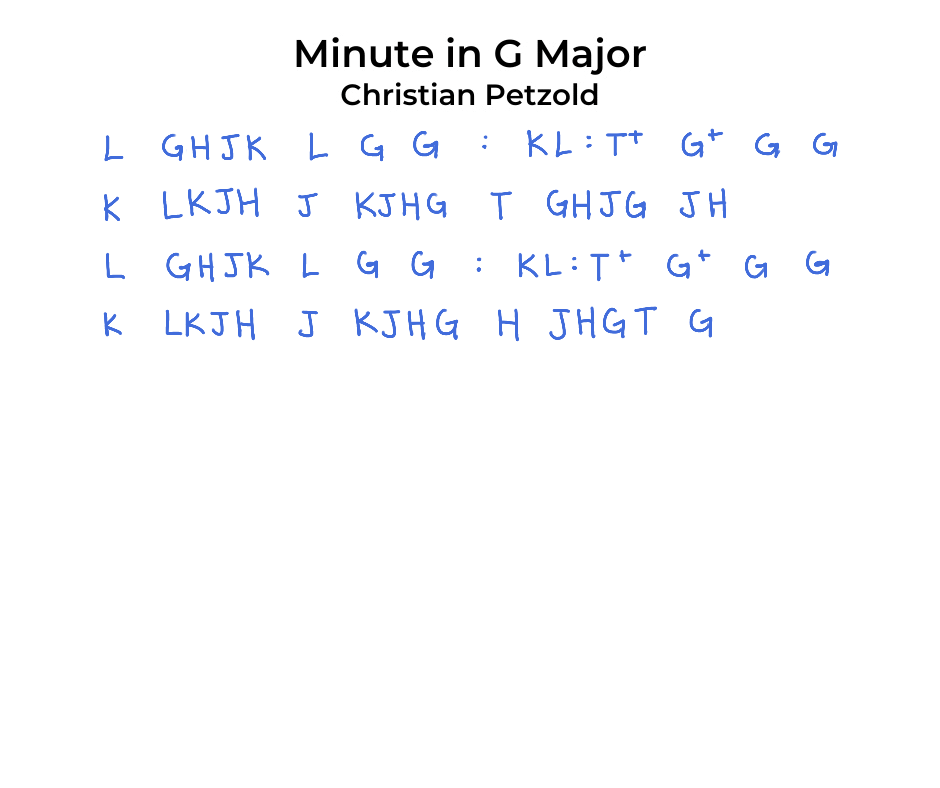 Minute in G Major
Christian Petzold
L GHJK L G G : KL:T+ G+ G G
K LKJH J KJHG T GHJG JH
L GHJK L G G : KL:T+ G+ G G
K LKJH J KJHG H JHGT G